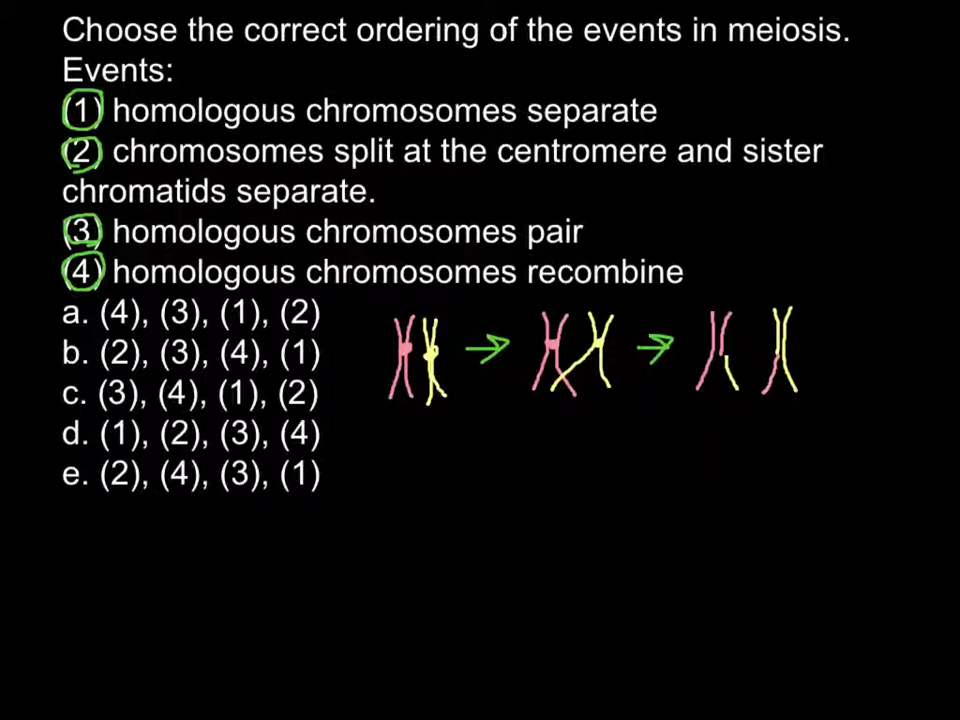 Choose the correct ordering of the events in meiosis.
Events:
(1) homologous chromosomes separate
(2) chromosomes split at the centromere and sister
chromatids separate.
(3) homologous chromosomes pair
(4) homologous chromosomes recombine
a. (4), (3), (1), (2)
b. (2), (3), (4), (1)
c. (3), (4), (1), (2)
d. (1), (2), (3), (4)
e. (2), (4), (3), (1)